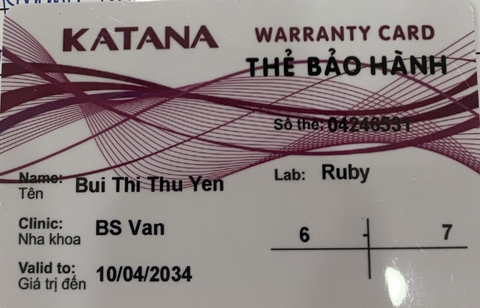 KATANA
WARRANTY CARD
THẺ BẢO HÀNH
Số thẻ: 04246531
Name: Bui Thi Thu Yen
Tên
Lab: Ruby
Clinic: BS Van
Nha khoa
6 - 7
Valid to: 10/04/2034
Giá trị đến